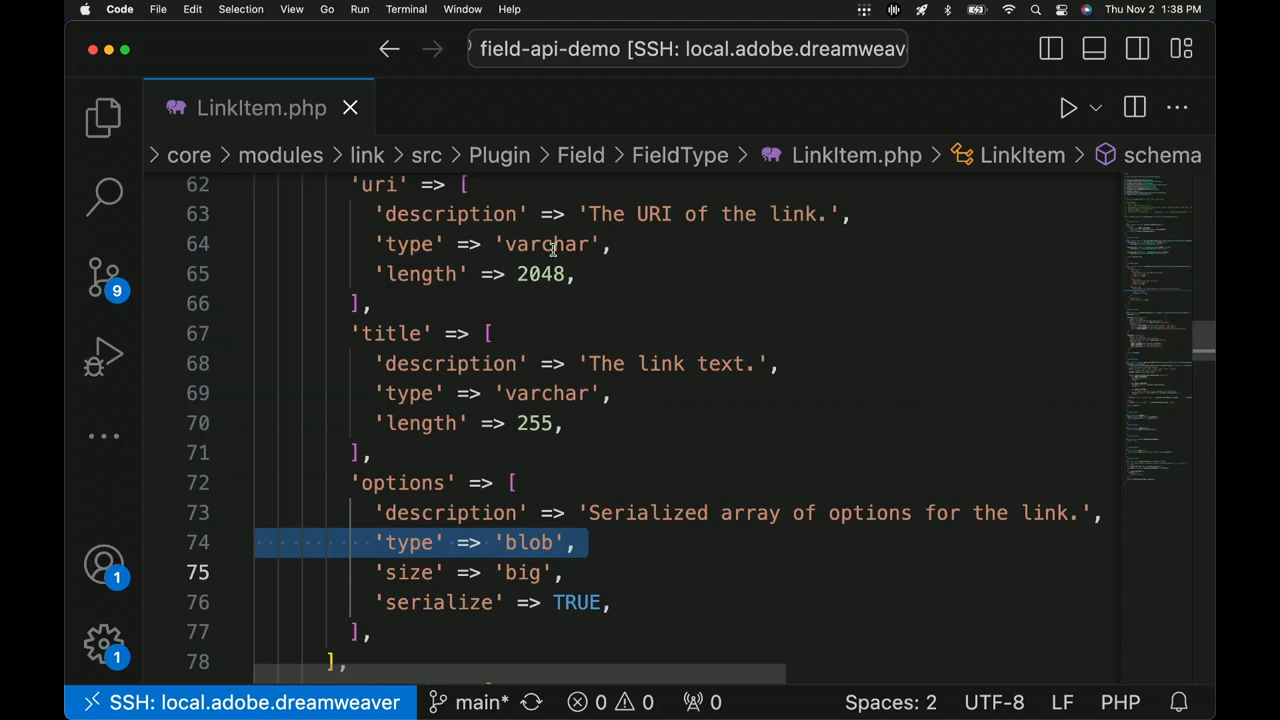 Code File Edit Selection View Run Terminal Window Help Thu Nov 2 1:38 PM
field-api-demo [SSH: local.adobe.dreamweav
LinkItem.php
core modules link src Plugin Field FieldType LinkItem.php LinkItem schema
62 'uri' => [
63 'description' => 'The URI of the link.',
64 'type' => 'varchar',
65 'length' => 2048,
66 ],
67 'title' => [
68 'description' => 'The link text.',
69 'type' => 'varchar',
70 'length' => 255,
71 ],
72 'options' => [
73 'description' => 'Serialized array of options for the link.',
74 'type' => 'blob',
75 'size' => 'big',
76 'serialize' => TRUE,
77 ],
78 ],
9
1
1
SSH: local.adobe.dreamweaver main* 0 0 0 Spaces: 2 UTF-8 LF PHP